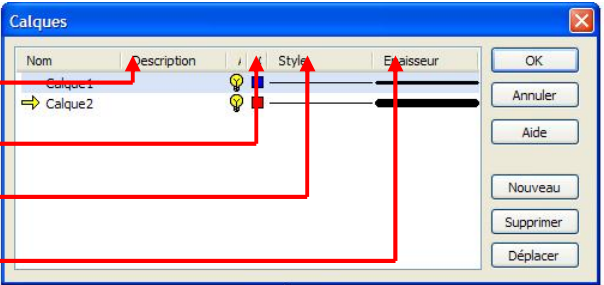 Calques
Nom Description Style Epaisseur
Calque1
Calque2
OK
Annuler
Aide
Nouveau
Supprimer
Déplacer